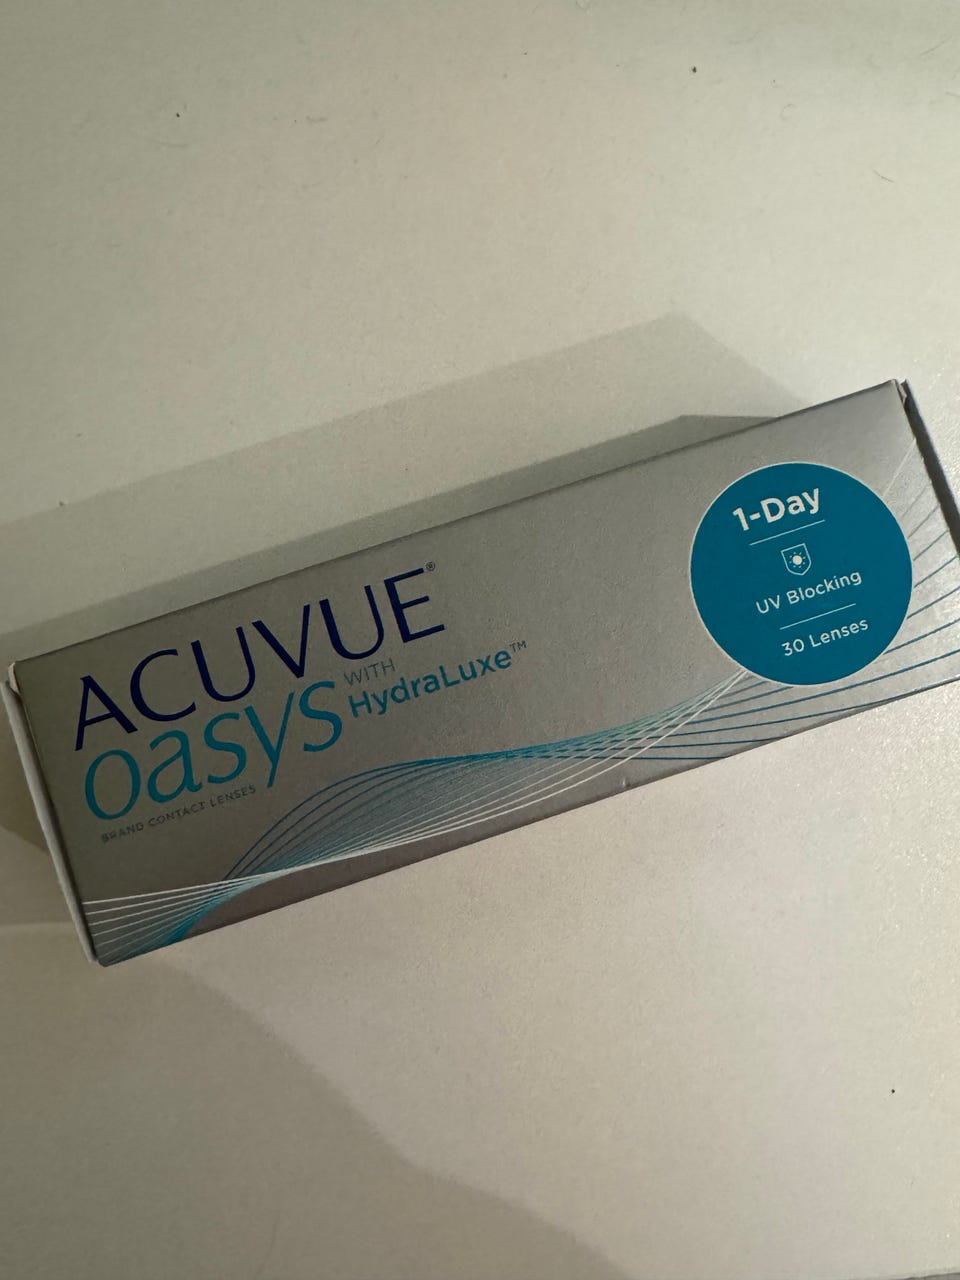 ACUVUE®
oasys WITH HydraLuxe™
BRAND CONTACT LENSES
1-Day
UV Blocking
30 Lenses